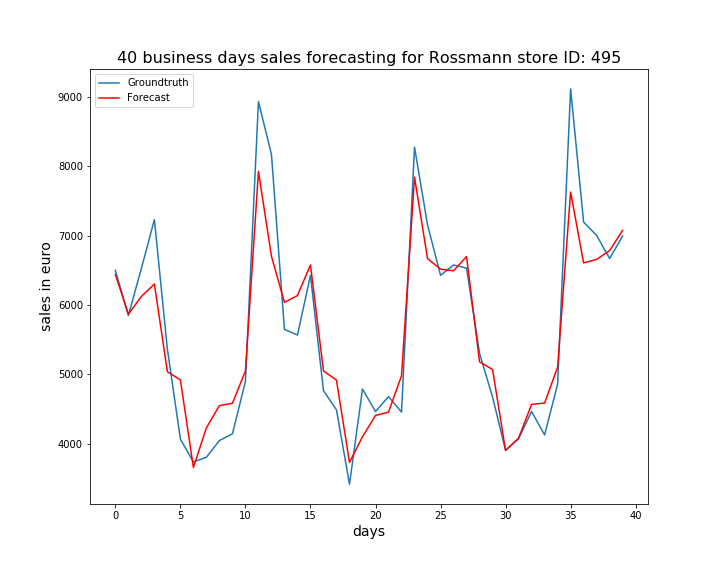 40 business days sales forecasting for Rossmann store ID: 495
Groundtruth
Forecast
sales in euro
9000
8000
7000
6000
5000
4000
0 5 10 15 20 25 30 35 40
days